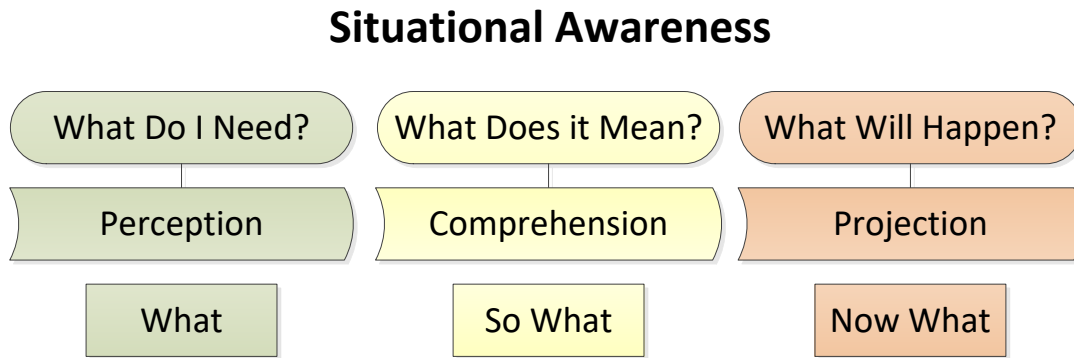 Situational Awareness
What Do I Need?
What Does it Mean?
What Will Happen?
Perception
Comprehension
Projection
What
So What
Now What